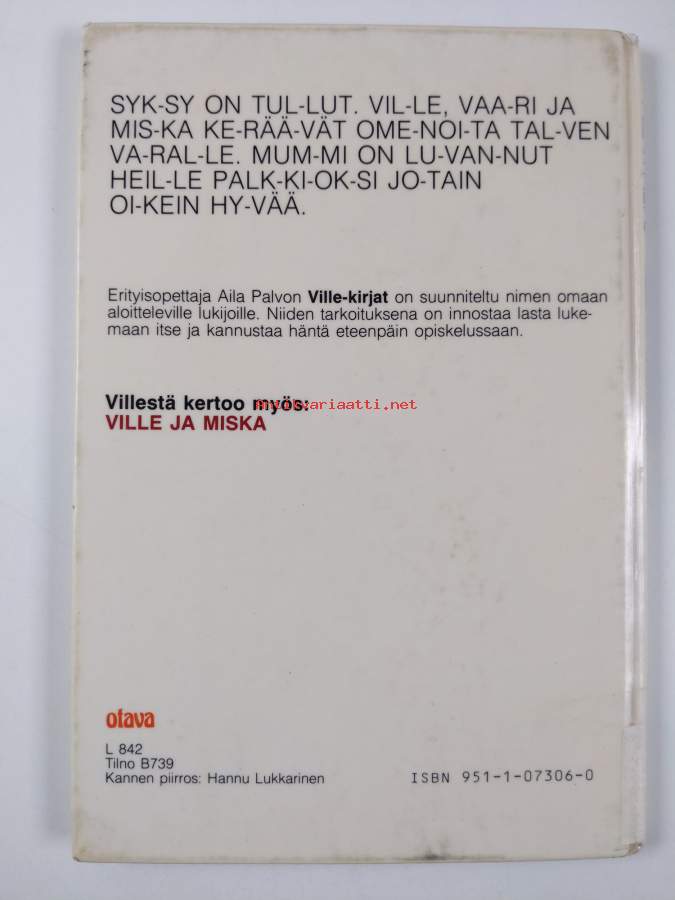 SYK-SY ON TUL-LUT. VIL-LE, VAA-RI JA
MIS-KA KE-RÄÄ-VÄT OME-NOI-TA TAL-VEN
VA-RAL-LE. MUM-MI ON LU-VAN-NUT
HEIL-LE PALK-KI-OK-SI JO-TAIN
OI-KEIN HY-VÄÄ.
Erityisopettaja Aila Palvon Ville-kirjat on suunniteltu nimen omaan
aloitteleville lukijoille. Niiden tarkoituksena on innostaa lasta luke-
maan itse ja kannustaa häntä eteenpäin opiskelussaan.
Villestä kertoo myös:
antikvariaatti.net
VILLE JA MISKA
otava
L 842
Tilno B739
Kannen piirros: Hannu Lukkarinen
ISBN 951-1-07306-0